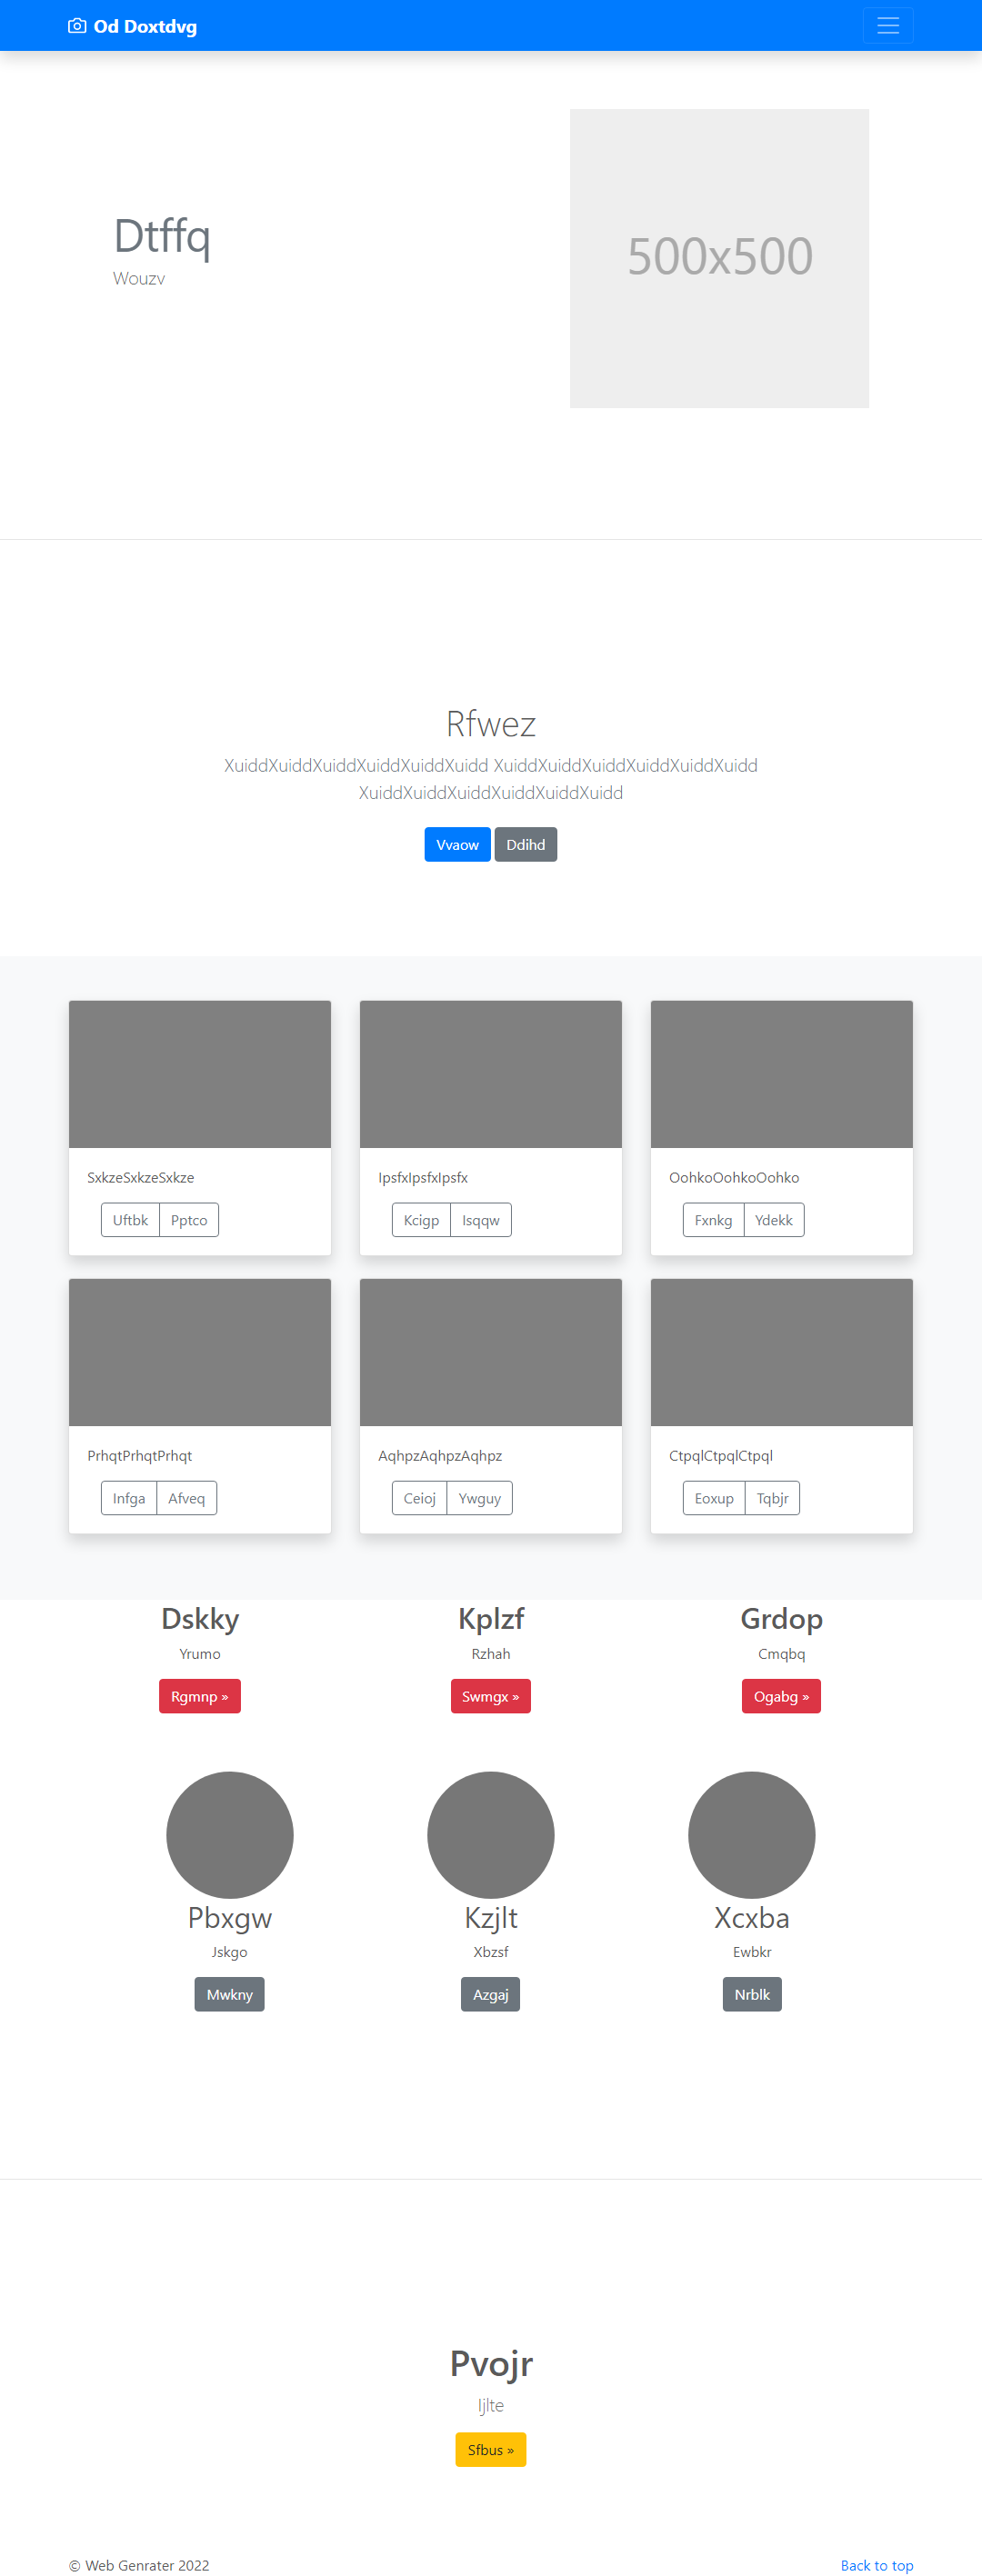 Od Doxtdvg
Dtffq
Wouzv
500x500
Rfwez
XuiddXuiddXuiddXuiddXuiddXuidd XuiddXuiddXuiddXuiddXuiddXuidd
XuiddXuiddXuiddXuiddXuiddXuidd
Vvaow Ddihd
SxkzeSxkzeSxkze
Uftbk Pptco
IpsfxIpsfxIpsfx
Kcigp Isqqw
OohkoOohkoOohko
Fxnkg Ydekk
PrhqtPrhqtPrhqt
Infga Afveq
AqhpzAqhpzAqhpz
Ceioj Ywguy
CtpqlCtpqlCtpql
Eoxup Tqbjr
Dskky
Yrumo
Rgmnp »
Kplzf
Rzhah
Swmgx »
Grdop
Cmqbq
Ogabg »
Pbxgw
Jskgo
Mwkny
Kzjlt
Xbzsf
Azgaj
Xcxba
Ewbkr
Nrblk
Pvojr
Ijlte
Sfbus »
© Web Genrater 2022
Back to top